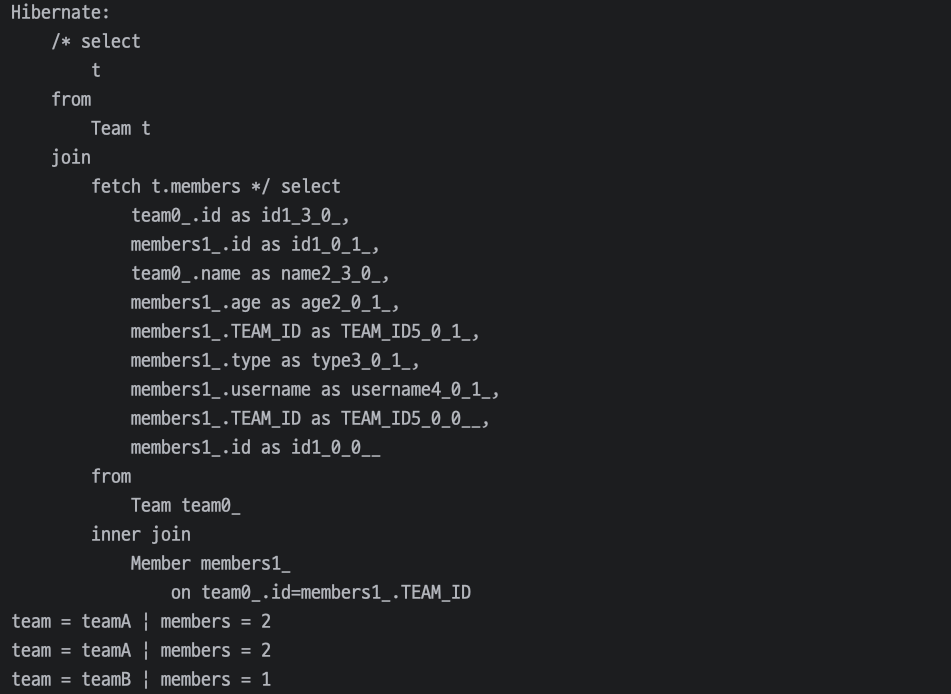 Hibernate:
    /* select
        t
    from
        Team t
    join
        fetch t.members */ select
            team0_.id as id1_3_0_,
            members1_.id as id1_0_1_,
            team0_.name as name2_3_0_,
            members1_.age as age2_0_1_,
            members1_.TEAM_ID as TEAM_ID5_0_1_,
            members1_.type as type3_0_1_,
            members1_.username as username4_0_1_,
            members1_.TEAM_ID as TEAM_ID5_0_0__,
            members1_.id as id1_0_0__
        from
            Team team0_
        inner join
            Member members1_
                on team0_.id=members1_.TEAM_ID
team = teamA | members = 2
team = teamA | members = 2
team = teamB | members = 1